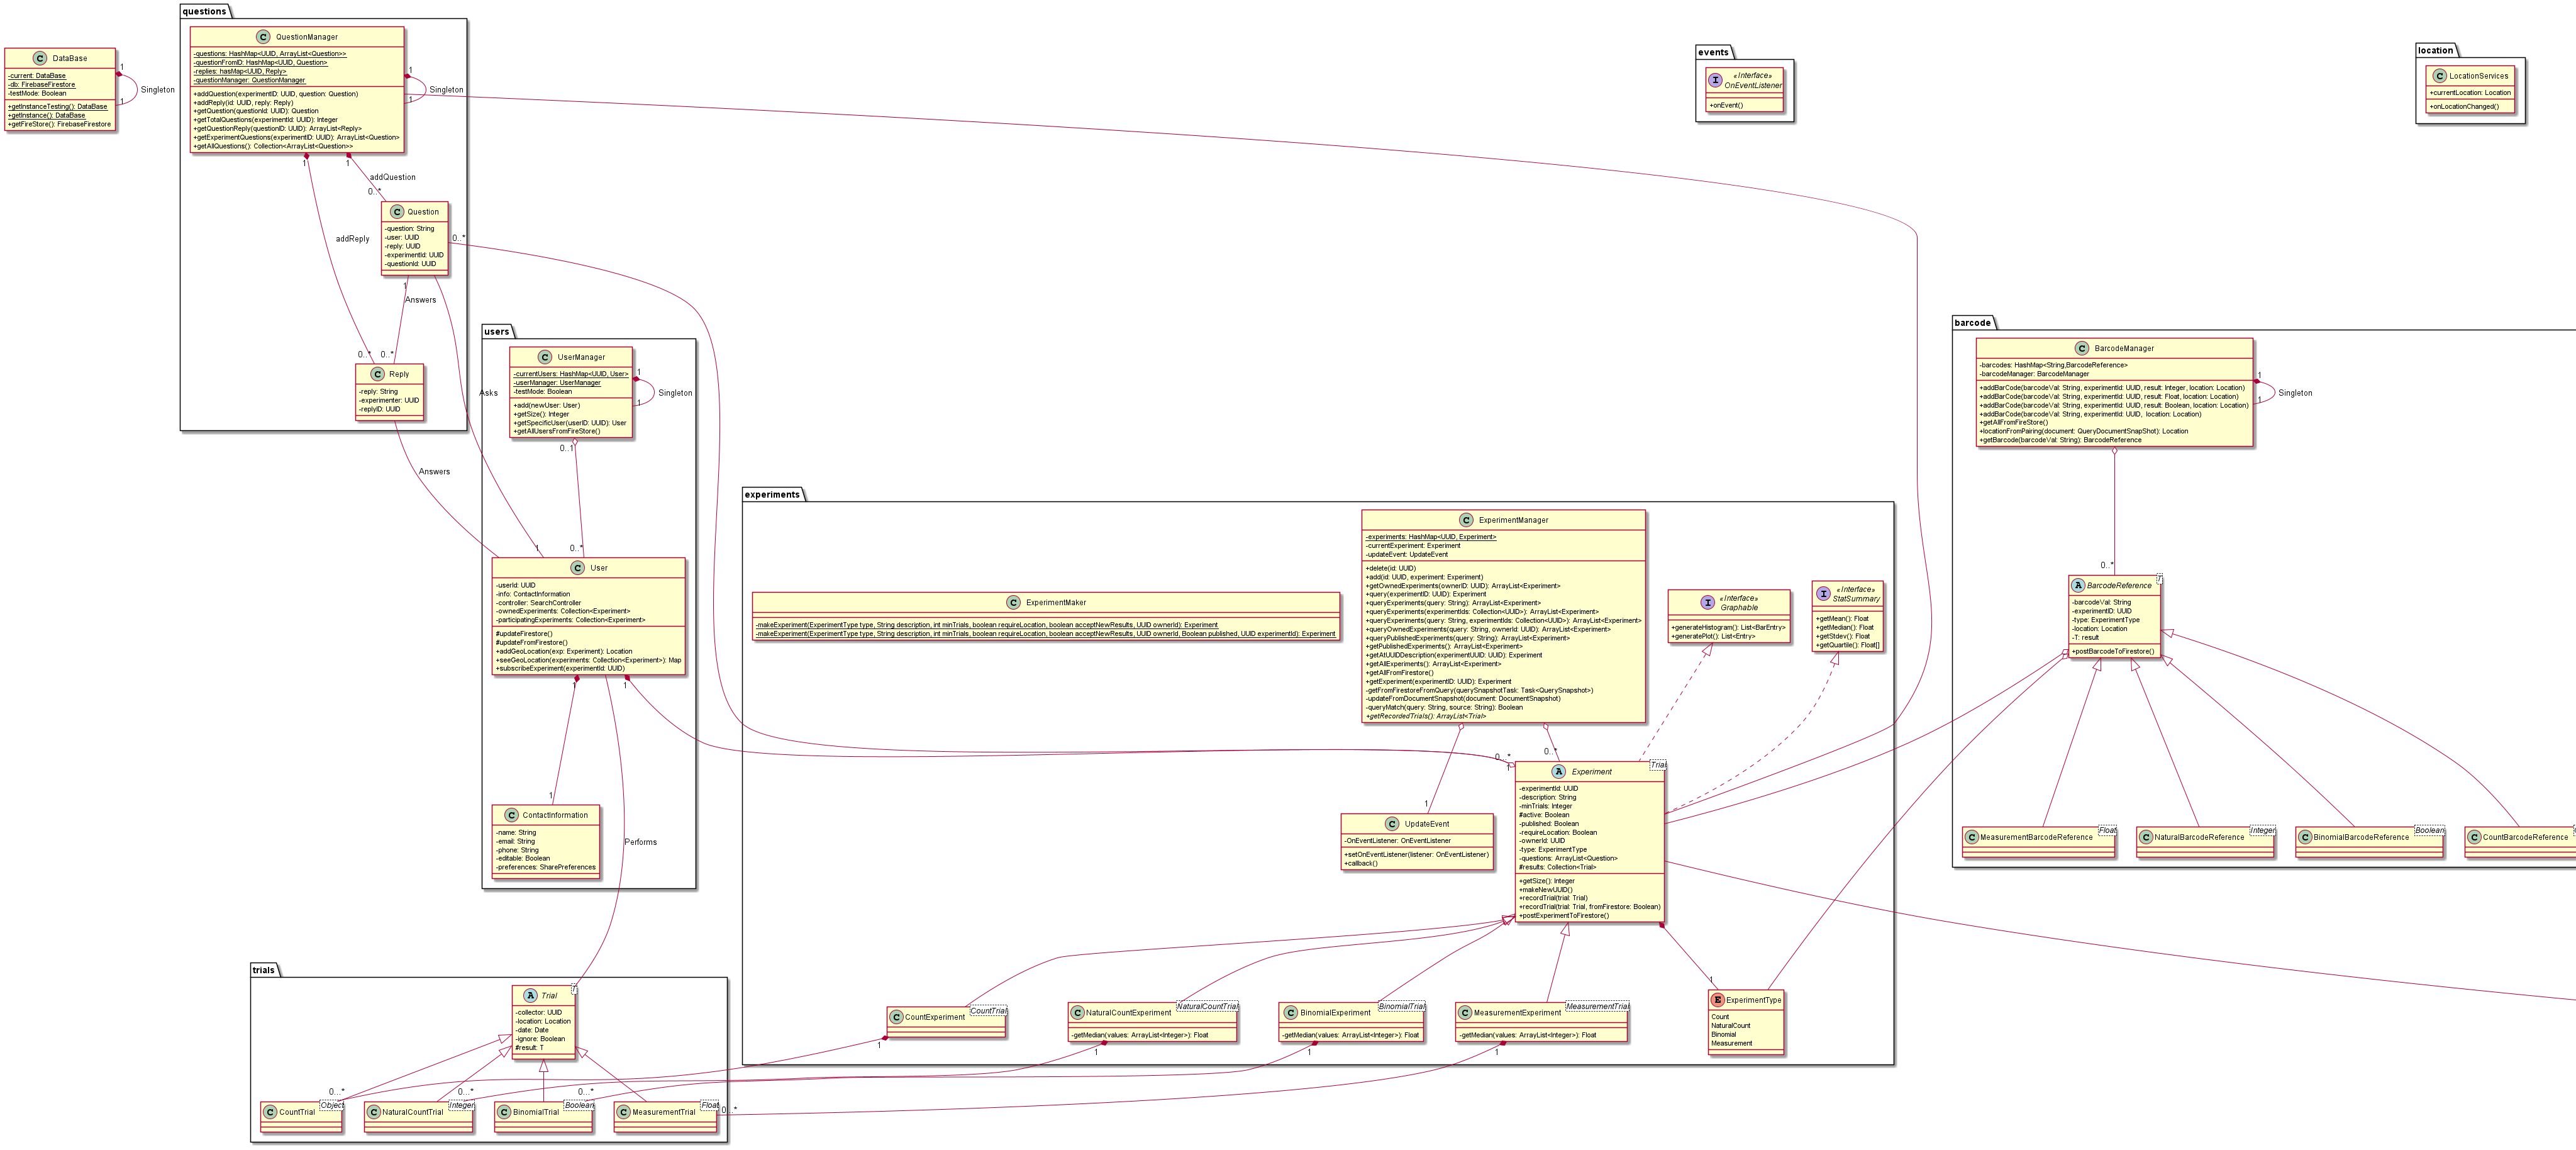 questions
QuestionManager
-questions: HashMap<UUID, ArrayList<Question>>
-questionFromID: HashMap<UUID, Question>
-replies: hasMap<UUID, Reply>
-questionManager: QuestionManager
+addQuestion(experimentID: UUID, question: Question)
+addReply(id: UUID, reply: Reply)
+getQuestion(questionId: UUID): Question
+getTotalQuestions(experimentId: UUID): Integer
+getQuestionReply(questionID: UUID): ArrayList<Reply>
+getExperimentQuestions(experimentID: UUID): ArrayList<Question>
+getAllQuestions(): Collection<ArrayList<Question>>
1
Singleton
1
DataBase
-current: DataBase
-db: FirebaseFirestore
-testMode: Boolean
+getInstanceTesting(): DataBase
+getInstance(): DataBase
+getFireStore(): FirebaseFirestore
1
Singleton
1
events
«Interface»
OnEventListener
+onEvent()
location
LocationServices
+currentLocation: Location
+onLocationChanged()
1
1
addQuestion
0..*
Question
-question: String
-user: UUID
-reply: UUID
-experimentId: UUID
-questionId: UUID
0..*
addReply
1
Answers
0..*
0..*
Reply
-reply: String
-experimenter: UUID
-replyID: UUID
Asks
Answers
users
UserManager
-currentUsers: HashMap<UUID, User>
-userManager: UserManager
-testMode: Boolean
+add(newUser: User)
+getSize(): Integer
+getSpecificUser(userID: UUID): User
+getAllUsersFromFireStore()
1
Singleton
1
0..1
1
0..*
User
-userId: UUID
-info: ContactInformation
-controller: SearchController
-ownedExperiments: Collection<Experiment>
-participatingExperiments: Collection<Experiment>
#updateFirestore()
#updateFromFirestore()
+addGeoLocation(exp: Experiment): Location
+seeGeoLocation(experiments: Collection<Experiment>): Map
+subscribeExperiment(experimentId: UUID)
1
1
1
ContactInformation
-name: String
-email: String
-phone: String
-editable: Boolean
-preferences: SharePreferences
Performs
barcode
BarcodeManager
-barcodes: HashMap<String,BarcodeReference>
-barcodeManager: BarcodeManager
+addBarCode(barcodeVal: String, experimentId: UUID, result: Integer, location: Location)
+addBarCode(barcodeVal: String, experimentId: UUID, result: Float, location: Location)
+addBarCode(barcodeVal: String, experimentId: UUID, result: Boolean, location: Location)
+addBarCode(barcodeVal: String, experimentId: UUID,  location: Location)
+getAllFromFireStore()
+locationFromPairing(document: QueryDocumentSnapShot): Location
+getBarcode(barcodeVal: String): BarcodeReference
1
Singleton
1
0..*
BarcodeReference
T
-barcodeVal: String
-experimentID: UUID
-type: ExperimentType
-location: Location
-T: result
+postBarcodeToFirestore()
MeasurementBarcodeReference
Float
NaturalBarcodeReference
Integer
BinomialBarcodeReference
Boolean
CountBarcodeReference
experiments
ExperimentMaker
-makeExperiment(ExperimentType type, String description, int minTrials, boolean requireLocation, boolean acceptNewResults, UUID ownerId): Experiment
-makeExperiment(ExperimentType type, String description, int minTrials, boolean requireLocation, boolean acceptNewResults, UUID ownerId, Boolean published, UUID experimentId): Experiment
ExperimentManager
-experiments: HashMap<UUID, Experiment>
-currentExperiment: Experiment
-updateEvent: UpdateEvent
+delete(id: UUID)
+add(id: UUID, experiment: Experiment)
+getOwnedExperiments(ownerID: UUID): ArrayList<Experiment>
+query(experimentID: UUID): Experiment
+queryExperiments(query: String): ArrayList<Experiment>
+queryExperiments(experimentIds: Collection<UUID>): ArrayList<Experiment>
+queryExperiments(query: String, experimentIds: Collection<UUID>): ArrayList<Experiment>
+queryOwnedExperiments(query: String, ownerId: UUID): ArrayList<Experiment>
+queryPublishedExperiments(query: String): ArrayList<Experiment>
+getPublishedExperiments(): ArrayList<Experiment>
+getAtUUIDDescription(experimentUUID: UUID): Experiment
+getAllExperiments(): ArrayList<Experiment>
+getAllFromFirestore()
+getExperiment(experimentID: UUID): Experiment
-getFromFirestoreFromQuery(querySnapshotTask: Task<QuerySnapshot>)
-updateFromDocumentSnapshot(document: DocumentSnapshot)
-queryMatch(query: String, source: String): Boolean
+getRecordedTrials(): ArrayList<Trial>
«Interface»
Graphable
+generateHistogram(): List<BarEntry>
+generatePlot(): List<Entry>
«Interface»
StatSummary
+getMean(): Float
+getMedian(): Float
+getStdev(): Float
+getQuartile(): Float[]
1
UpdateEvent
-OnEventListener: OnEventListener
+setOnEventListener(listener: OnEventListener)
+callback()
0..*
0..*
1
Experiment
Trial
-experimentId: UUID
-description: String
-minTrials: Integer
#active: Boolean
-published: Boolean
-requireLocation: Boolean
-ownerId: UUID
-type: ExperimentType
-questions: ArrayList<Question>
#results: Collection<Trial>
+getSize(): Integer
+makeNewUUID()
+recordTrial(trial: Trial)
+recordTrial(trial: Trial, fromFirestore: Boolean)
+postExperimentToFirestore()
1
CountExperiment
CountTrial
1
NaturalCountExperiment
NaturalCountTrial
-getMedian(values: ArrayList<Integer>): Float
1
BinomialExperiment
BinomialTrial
-getMedian(values: ArrayList<Integer>): Float
1
MeasurementExperiment
MeasurementTrial
-getMedian(values: ArrayList<Integer>): Float
1
ExperimentType
Count
NaturalCount
Binomial
Measurement
trials
Trial
T
-collector: UUID
-location: Location
-date: Date
-ignore: Boolean
#result: T
0...*
CountTrial
Object
0...*
NaturalCountTrial
Integer
0...*
BinomialTrial
Boolean
MeasurementTrial
Float
0...*